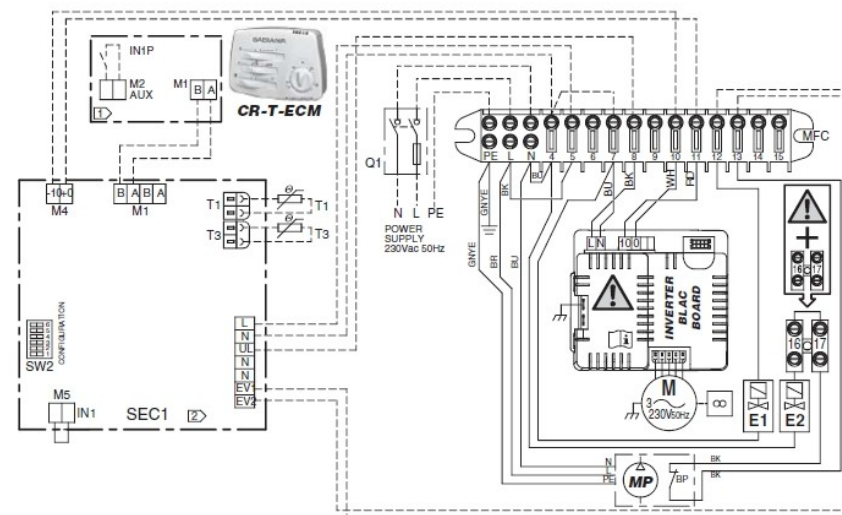 IN1P
M2
AUX
M1
B A
1
SABIANA
CR-T-ECM
-10+0
M4
B A B A
M1
T1
T1
T3
T3
CONFIGURATION
SW2
M5
IN1
SEC1
2
L
N
UL
N
N
EV1
EV2
Q1
N L PE
POWER
SUPPLY
230Vac 50Hz
MFC
PE L N 4 5 6 7 8 9 10 11 12 13 14 15
GNYE
BK
BU
BU
BK
WH
RD
GNYE
BR
BU
L N
10 0
INVERTER
BLAC
BOARD
i
M
3
230V50Hz
+
16 17
16 17
E1
E2
N
L
PE
MP
BP
BK
BK